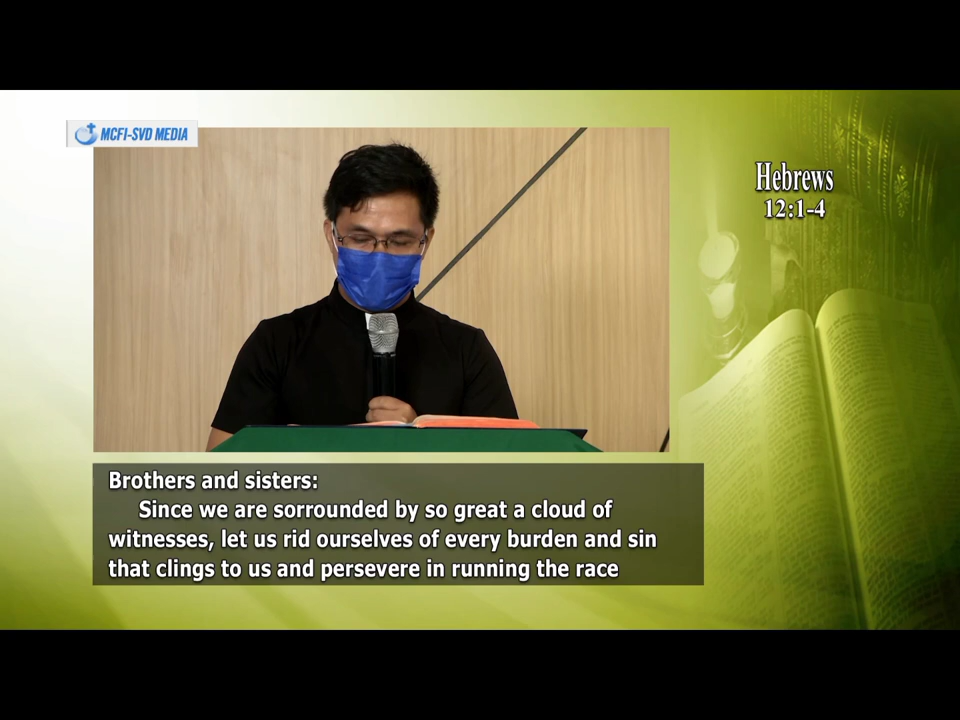 MCFI-SVD MEDIA
Hebrews
12:1-4
Brothers and sisters:
Since we are sorrounded by so great a cloud of
witnesses, let us rid ourselves of every burden and sin
that clings to us and persevere in running the race